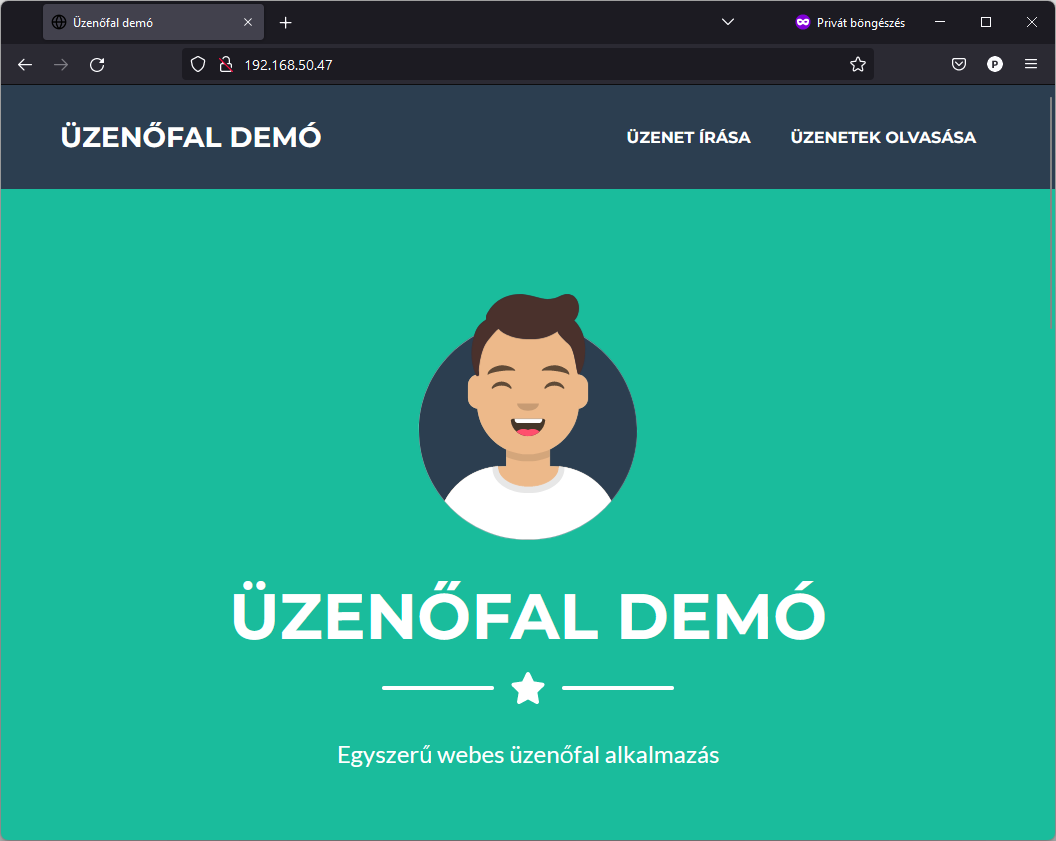 Üzenőfal demó
Privát böngészés
192.168.50.47
P
ÜZENŐFAL DEMÓ
ÜZENET ÍRÁSA
ÜZENETEK OLVASÁSA
ÜZENŐFAL DEMÓ
Egyszerű webes üzenőfal alkalmazás